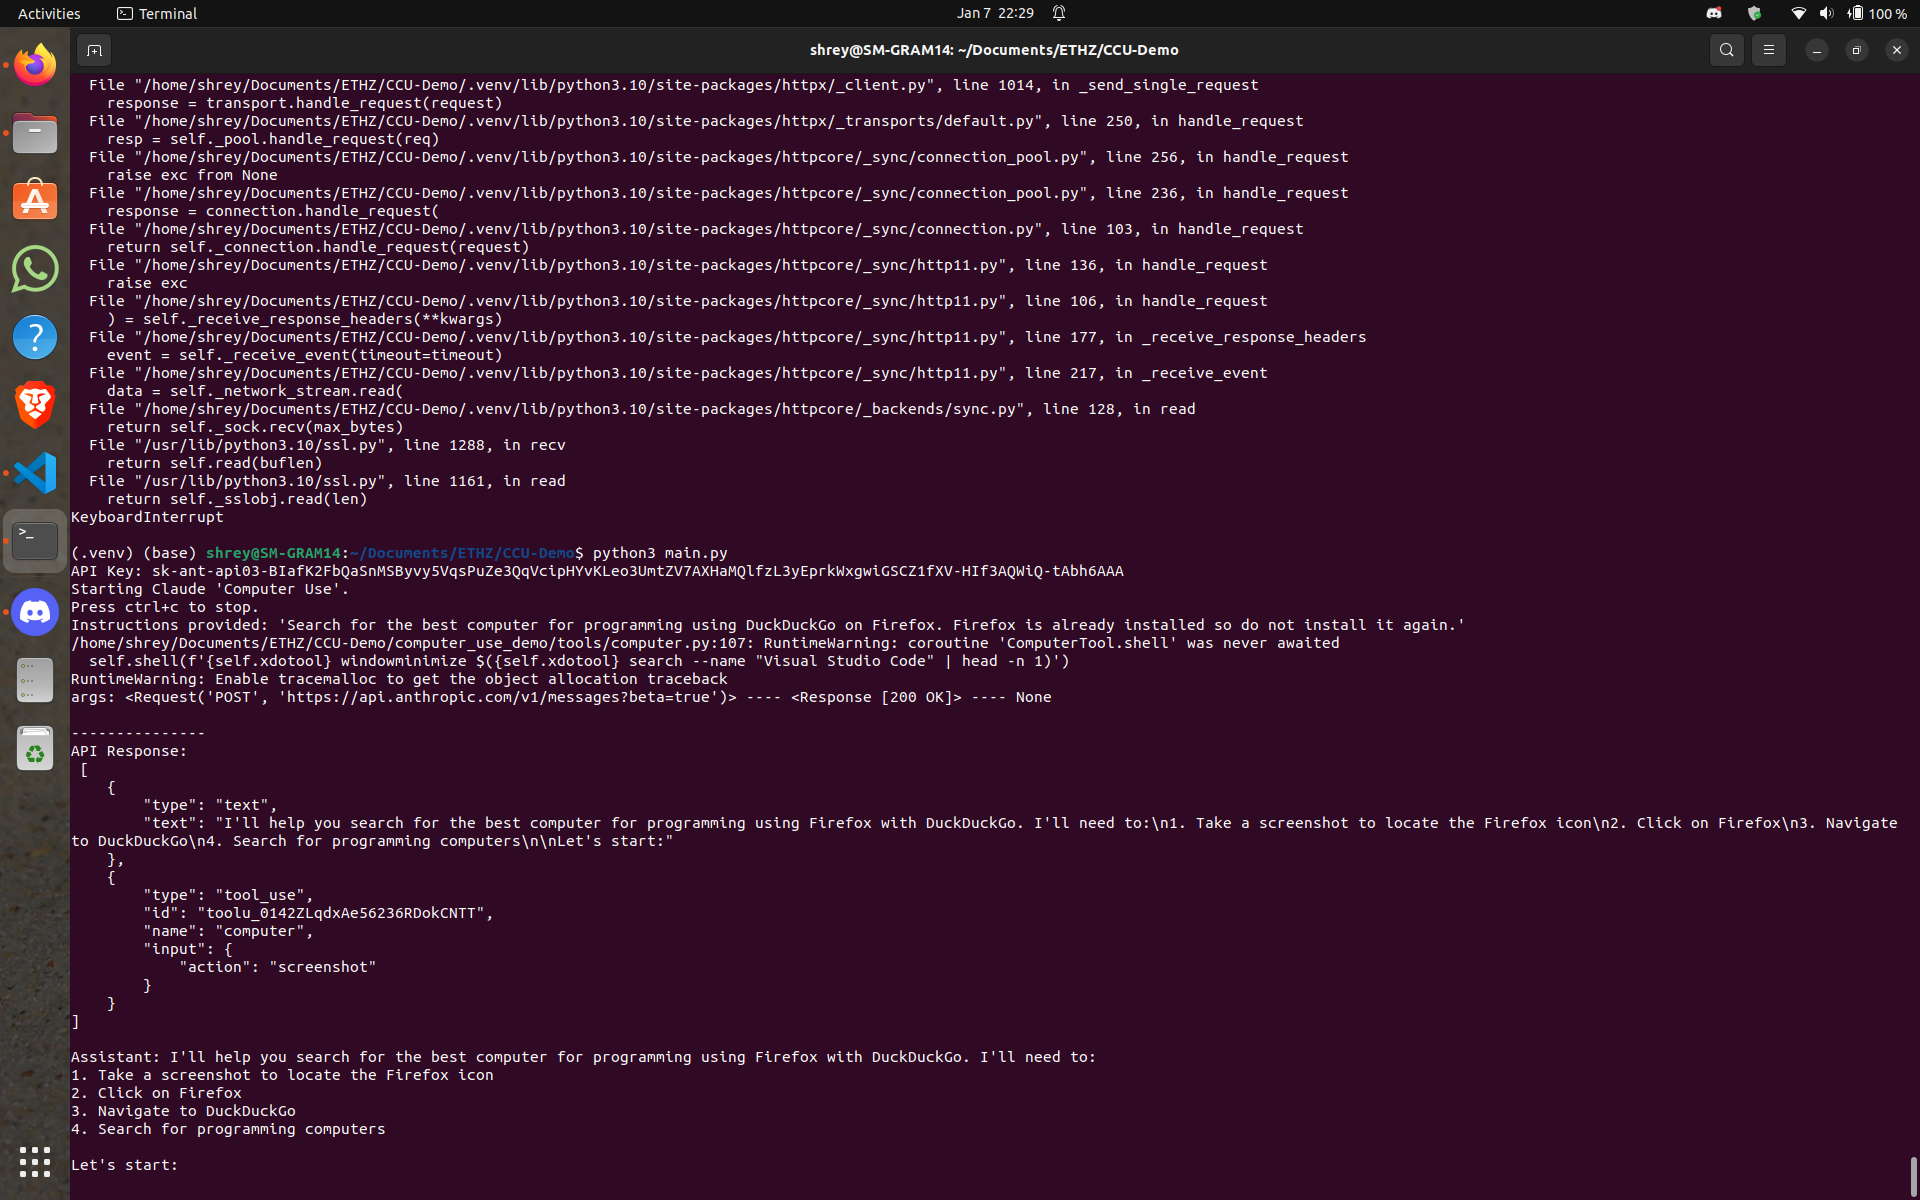 Activities
Terminal
Jan 7 22:29
100 %
shrey@SM-GRAM14: ~/Documents/ETHZ/CCU-Demo
File "/home/shrey/Documents/ETHZ/CCU-Demo/.venv/lib/python3.10/site-packages/httpx/_client.py", line 1014, in _send_single_request
response = transport.handle_request(request)
File "/home/shrey/Documents/ETHZ/CCU-Demo/.venv/lib/python3.10/site-packages/httpx/_transports/default.py", line 250, in handle_request
resp = self._pool.handle_request(req)
File "/home/shrey/Documents/ETHZ/CCU-Demo/.venv/lib/python3.10/site-packages/httpcore/_sync/connection_pool.py", line 256, in handle_request
raise exc from None
File "/home/shrey/Documents/ETHZ/CCU-Demo/.venv/lib/python3.10/site-packages/httpcore/_sync/connection_pool.py", line 236, in handle_request
response = connection.handle_request(
File "/home/shrey/Documents/ETHZ/CCU-Demo/.venv/lib/python3.10/site-packages/httpcore/_sync/connection.py", line 103, in handle_request
return self._connection.handle_request(request)
File "/home/shrey/Documents/ETHZ/CCU-Demo/.venv/lib/python3.10/site-packages/httpcore/_sync/http11.py", line 136, in handle_request
raise exc
File "/home/shrey/Documents/ETHZ/CCU-Demo/.venv/lib/python3.10/site-packages/httpcore/_sync/http11.py", line 106, in handle_request
) = self._receive_response_headers(**kwargs)
File "/home/shrey/Documents/ETHZ/CCU-Demo/.venv/lib/python3.10/site-packages/httpcore/_sync/http11.py", line 177, in _receive_response_headers
event = self._receive_event(timeout=timeout)
File "/home/shrey/Documents/ETHZ/CCU-Demo/.venv/lib/python3.10/site-packages/httpcore/_sync/http11.py", line 217, in _receive_event
data = self._network_stream.read(
File "/home/shrey/Documents/ETHZ/CCU-Demo/.venv/lib/python3.10/site-packages/httpcore/_backends/sync.py", line 128, in read
return self._sock.recv(max_bytes)
File "/usr/lib/python3.10/ssl.py", line 1288, in recv
return self.read(buflen)
File "/usr/lib/python3.10/ssl.py", line 1161, in read
return self._sslobj.read(len)
KeyboardInterrupt
(.venv) (base) shrey@SM-GRAM14:~/Documents/ETHZ/CCU-Demo$ python3 main.py
API Key: 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
Starting Claude 'Computer Use'.
Press ctrl+c to stop.
Instructions provided: 'Search for the best computer for programming using DuckDuckGo on Firefox. Firefox is already installed so do not install it again.'
/home/shrey/Documents/ETHZ/CCU-Demo/computer_use_demo/tools/computer.py:107: RuntimeWarning: coroutine 'ComputerTool.shell' was never awaited
self.shell(f'{self.xdotool} windowminimize $({self.xdotool} search --name "Visual Studio Code" | head -n 1)')
RuntimeWarning: Enable tracemalloc to get the object allocation traceback
args: <Request('POST', 'https://api.anthropic.com/v1/messages?beta=true')> ---- <Response [200 OK]> ---- None
---------------
API Response:
[
{
"type": "text",
"text": "I'll help you search for the best computer for programming using Firefox with DuckDuckGo. I'll need to:\n1. Take a screenshot to locate the Firefox icon\n2. Click on Firefox\n3. Navigate
to DuckDuckGo\n4. Search for programming computers\n\nLet's start:"
},
{
"type": "tool_use",
"id": "toolu_0142ZLqdxAe56236RDokCNTT",
"name": "computer",
"input": {
"action": "screenshot"
}
}
]
Assistant: I'll help you search for the best computer for programming using Firefox with DuckDuckGo. I'll need to:
1. Take a screenshot to locate the Firefox icon
2. Click on Firefox
3. Navigate to DuckDuckGo
4. Search for programming computers
Let's start: